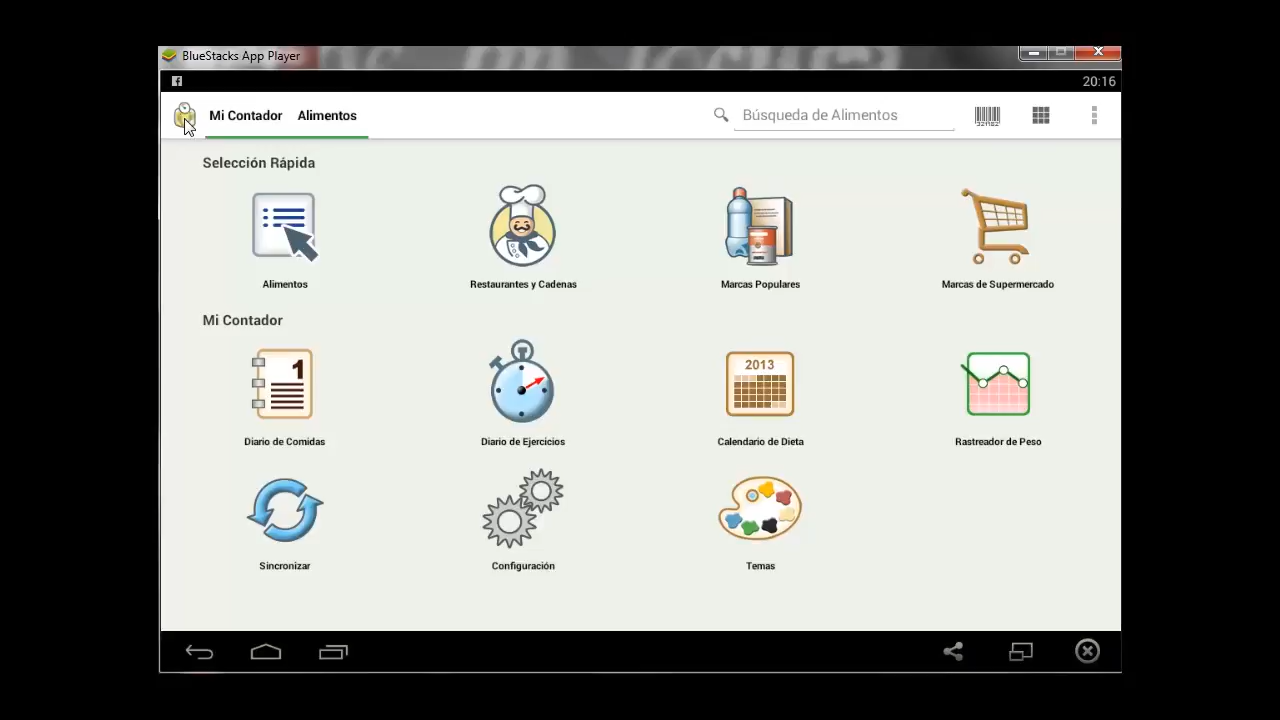 BlueStacks App Player
20:16
Mi Contador Alimentos Búsqueda de Alimentos
Selección Rápida
Alimentos Restaurantes y Cadenas Marcas Populares Marcas de Supermercado
Mi Contador
1 2013
Diario de Comidas Diario de Ejercicios Calendario de Dieta Rastreador de Peso
Sincronizar Configuración Temas